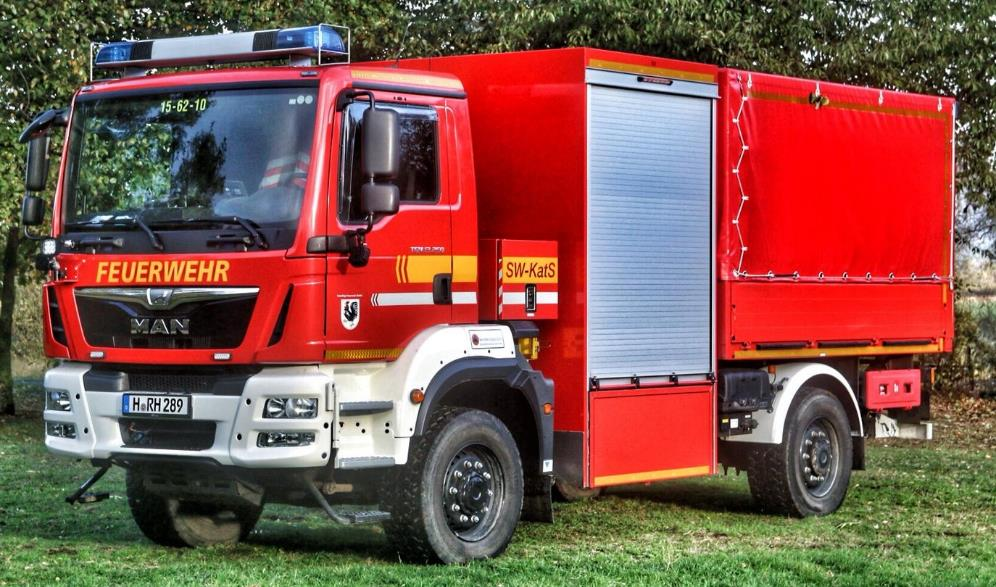 15-62-10
FEUERWEHR
SW-KatS
MAN
H RH 289